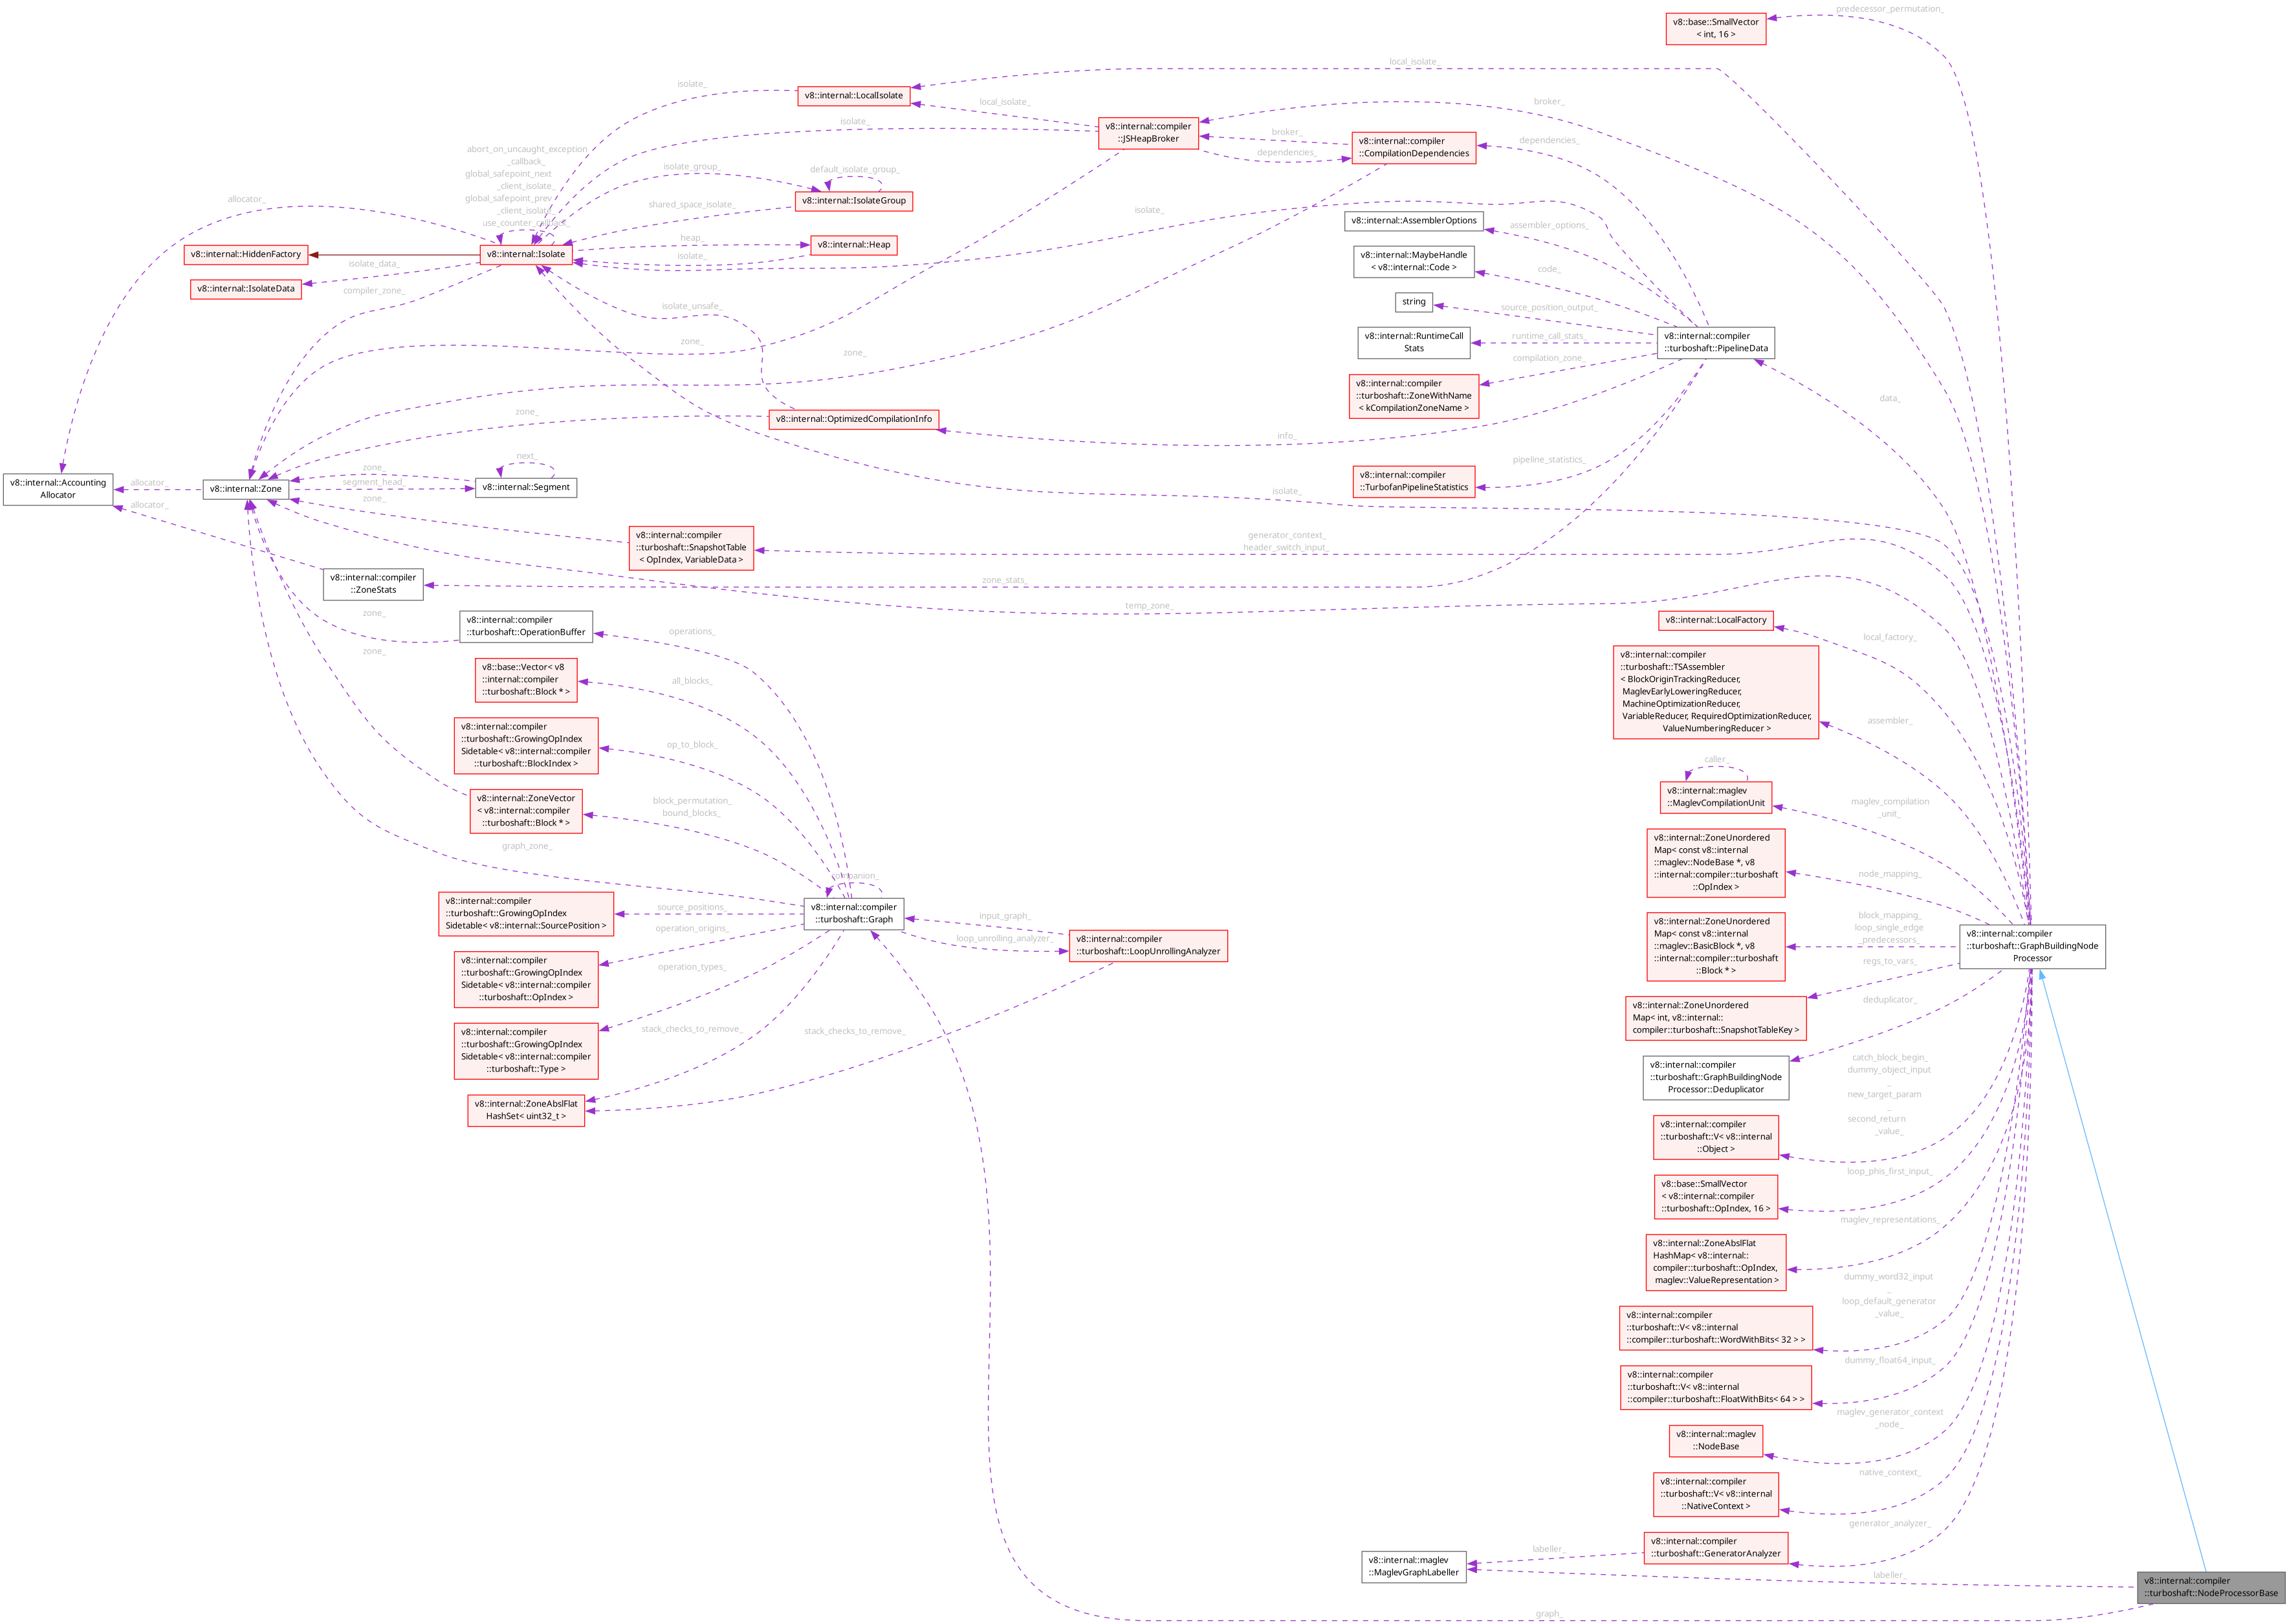 v8::base::SmallVector
< int, 16 >
predecessor_permutation_
local_isolate_
isolate_
v8::internal::LocalIsolate
local_isolate_
broker_
isolate_
v8::internal::compiler
::JSHeapBroker
broker_
dependencies_
v8::internal::compiler
::CompilationDependencies
dependencies_
abort_on_uncaught_exception
_callback_
global_safepoint_next
_client_isolate_
global_safepoint_prev
_client_isolate_
use_counter_callback_
isolate_group_
default_isolate_group_
v8::internal::IsolateGroup
shared_space_isolate_
allocator_
isolate_
v8::internal::AssemblerOptions
assembler_options_
v8::internal::HiddenFactory
v8::internal::Isolate
heap_
isolate_
v8::internal::Heap
v8::internal::MaybeHandle
< v8::internal::Code >
code_
isolate_data_
v8::internal::IsolateData
compiler_zone_
isolate_unsafe_
string
source_position_output_
v8::internal::RuntimeCall
Stats
runtime_call_stats_
v8::internal::compiler
::turboshaft::PipelineData
zone_
zone_
compilation_zone_
v8::internal::compiler
::turboshaft::ZoneWithName
< kCompilationZoneName >
data_
zone_
v8::internal::OptimizedCompilationInfo
info_
v8::internal::Accounting
Allocator
allocator_
allocator_
v8::internal::Zone
zone_
segment_head_
zone_
next_
v8::internal::Segment
isolate_
pipeline_statistics_
v8::internal::compiler
::TurbofanPipelineStatistics
v8::internal::compiler
::turboshaft::SnapshotTable
< OpIndex, VariableData >
generator_context_
header_switch_input_
v8::internal::compiler
::ZoneStats
zone_stats_
temp_zone_
zone_
zone_
v8::internal::compiler
::turboshaft::OperationBuffer
operations_
v8::internal::LocalFactory
local_factory_
v8::base::Vector< v8
::internal::compiler
::turboshaft::Block * >
all_blocks_
v8::internal::compiler
::turboshaft::TSAssembler
< BlockOriginTrackingReducer,
MaglevEarlyLoweringReducer,
MachineOptimizationReducer,
VariableReducer, RequiredOptimizationReducer,
ValueNumberingReducer >
assembler_
v8::internal::compiler
::turboshaft::GrowingOpIndex
Sidetable< v8::internal::compiler
::turboshaft::BlockIndex >
op_to_block_
caller_
v8::internal::maglev
::MaglevCompilationUnit
maglev_compilation
_unit_
v8::internal::ZoneVector
< v8::internal::compiler
::turboshaft::Block * >
block_permutation_
bound_blocks_
graph_zone_
v8::internal::ZoneUnordered
Map< const v8::internal
::maglev::NodeBase *, v8
::internal::compiler::turboshaft
::OpIndex >
node_mapping_
companion_
v8::internal::compiler
::turboshaft::Graph
v8::internal::compiler
::turboshaft::GrowingOpIndex
Sidetable< v8::internal::SourcePosition >
source_positions_
input_graph_
loop_unrolling_analyzer_
v8::internal::compiler
::turboshaft::LoopUnrollingAnalyzer
v8::internal::ZoneUnordered
Map< const v8::internal
::maglev::BasicBlock *, v8
::internal::compiler::turboshaft
::Block * >
block_mapping_
loop_single_edge
_predecessors_
v8::internal::compiler
::turboshaft::GraphBuildingNode
Processor
v8::internal::compiler
::turboshaft::GrowingOpIndex
Sidetable< v8::internal::compiler
::turboshaft::OpIndex >
operation_origins_
operation_types_
v8::internal::ZoneUnordered
Map< int, v8::internal::
compiler::turboshaft::SnapshotTableKey >
regs_to_vars_
deduplicator_
v8::internal::compiler
::turboshaft::GrowingOpIndex
Sidetable< v8::internal::compiler
::turboshaft::Type >
stack_checks_to_remove_
stack_checks_to_remove_
v8::internal::compiler
::turboshaft::GraphBuildingNode
Processor::Deduplicator
v8::internal::ZoneAbslFlat
HashSet< uint32_t >
catch_block_begin_
dummy_object_input
_
new_target_param
_
second_return
_value_
v8::internal::compiler
::turboshaft::V< v8::internal
::Object >
v8::base::SmallVector
< v8::internal::compiler
::turboshaft::OpIndex, 16 >
loop_phis_first_input_
v8::internal::ZoneAbslFlat
HashMap< v8::internal::
compiler::turboshaft::OpIndex,
maglev::ValueRepresentation >
maglev_representations_
dummy_word32_input
_
loop_default_generator
_value_
v8::internal::compiler
::turboshaft::V< v8::internal
::compiler::turboshaft::WordWithBits< 32 > >
v8::internal::compiler
::turboshaft::V< v8::internal
::compiler::turboshaft::FloatWithBits< 64 > >
dummy_float64_input_
v8::internal::maglev
::NodeBase
maglev_generator_context
_node_
v8::internal::compiler
::turboshaft::V< v8::internal
::NativeContext >
native_context_
v8::internal::compiler
::turboshaft::GeneratorAnalyzer
generator_analyzer_
v8::internal::maglev
::MaglevGraphLabeller
labeller_
labeller_
v8::internal::compiler
::turboshaft::NodeProcessorBase
graph_